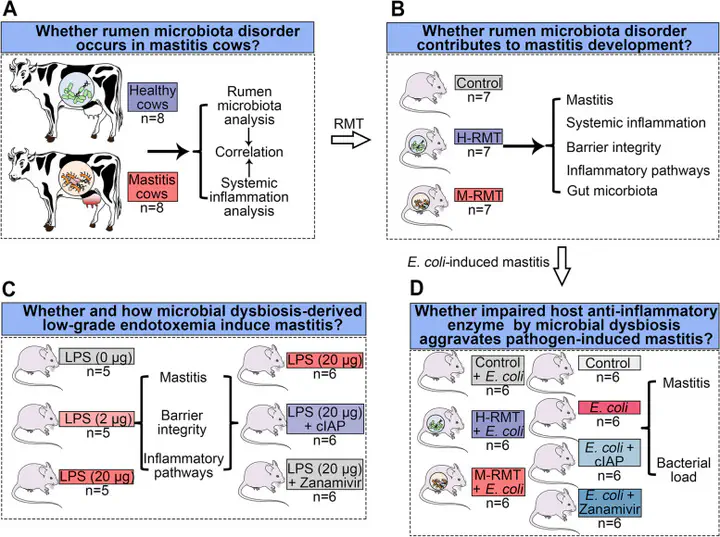 A
Whether rumen microbiota disorder
occurs in mastitis cows?
Healthy
cows
n=8
Mastitis
cows
n=8
Rumen
microbiota
analysis
Correlation
Systemic
inflammation
analysis
RMT
B
Whether rumen microbiota disorder
contributes to mastitis development?
Control
n=7
H-RMT
n=7
M-RMT
n=7
Mastitis
Systemic inflammation
Barrier integrity
Inflammatory pathways
Gut micorbiota
E. coli-induced mastitis
C
Whether and how microbial dysbiosis-derived
low-grade endotoxemia induce mastitis?
LPS (0 µg)
n=5
LPS (2 µg)
n=5
LPS (20 µg)
n=5
Mastitis
Barrier
integrity
Inflammatory
pathways
LPS (20 µg)
n=6
LPS (20 µg)
+ cIAP
n=6
LPS (20 µg)
+ Zanamivir
n=6
D
Whether impaired host anti-inflammatory
enzyme by microbial dysbiosis
aggravates pathogen-induced mastitis?
Control
+ E. coli
n=6
H-RMT
+ E. coli
n=6
M-RMT
+ E. coli
n=6
Control
n=6
E. coli
n=6
E. coli +
cIAP
n=6
E. coli +
Zanamivir
n=6
Mastitis
Bacterial
load